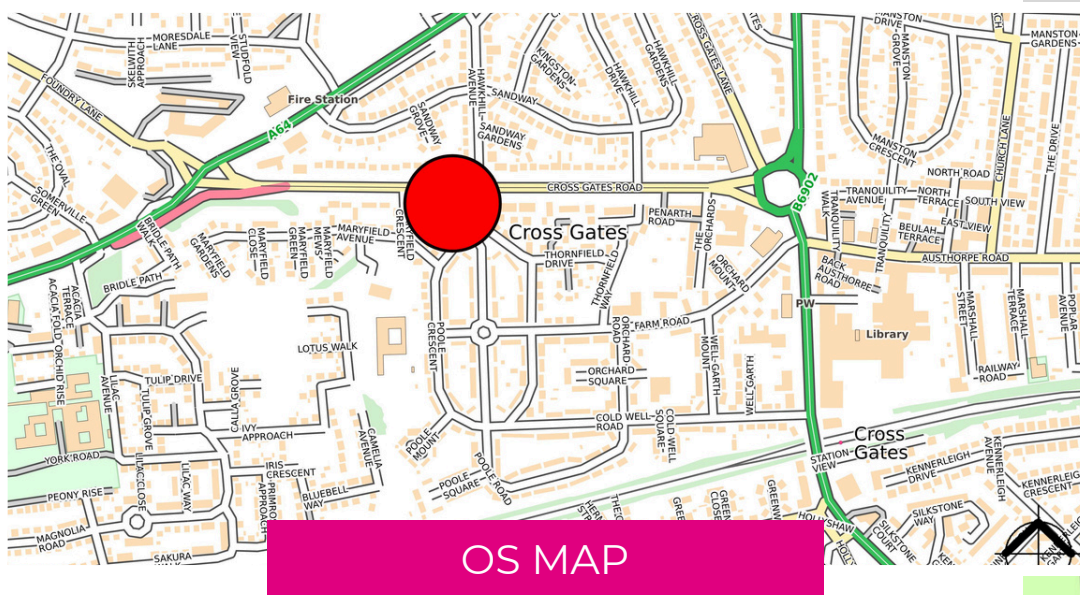 MORESDALE
LANE
SKELWITH
APPROACH
STUDFOLD
VIEW
FOUNDRY LANE
Fire Station
A64
HAWKHILL
AVENUE
SANDWAY
SANDWAY
GROVE
SANDWAY
GARDENS
KINGSTON
GARDENS
HAWKHILL
DRIVE
HAWKHILL
GARDENS
CROSS GATES LANE
MANSTON
DRIVE
MANSTON
GROVE
MANSTON
GARDENS
MANSTON
CRESCENT
CHURCH LANE
THE DRIVE
NORTH ROAD
THE OVAL
SOMERVILLE
GREEN
CROSS GATES ROAD
B6902
TRANQUILITY
AVENUE
TRANQUILITY
WALK
TRANQUILITY
NORTH
TERRACE
SOUTH VIEW
BEULAH
TERRACE
EAST VIEW
AUSTHORPE ROAD
BACK
AUSTHORPE
ROAD
BRIDLE PATH
WALK
BRIDLE PATH
MARYFIELD
GARDENS
MARYFIELD
CLOSE
MARYFIELD
GREEN
MARYFIELD
MEWS
MARYFIELD
AVENUE
CRESCENT
Cross Gates
PENARTH
ROAD
THE
ORCHARDS
ORCHARD
MOUNT
THORNFIELD
DRIVE
THORNFIELD
WAY
ACACIA
TERRACE
ACACIA FOLD
ORCHID RISE
LILAC
AVENUE
TULIP DRIVE
TULIP GROVE
CALLA GROVE
LOTUS WALK
IVY
APPROACH
POOLE
CRESCENT
FARM ROAD
ORCHARD
ROAD
ORCHARD
SQUARE
WELL GARTH
MOUNT
WELL GARTH
PW
Library
MARSHALL
STREET
MARSHALL
TERRACE
POPLAR
AVENUE
RAILWAY
ROAD
COLD WELL
ROAD
COLD WELL
SQUARE
POOLE
MOUNT
POOLE
SQUARE
POOLE ROAD
CAMELIA
AVENUE
YORK ROAD
PEONY RISE
LILAC CLOSE
LILAC WAY
IRIS
CRESCENT
BLUEBELL
WAY
MAGNOLIA
ROAD
SAKURA
Cross
Gates
STATION
VIEW
KENNERLEIGH
DRIVE
KENNERLEIGH
AVENUE
KENNERLEIGH
CRESCENT
SILKSTONE
WAY
SILKSTONE
COURT
HOLLYSHAW
OS MAP